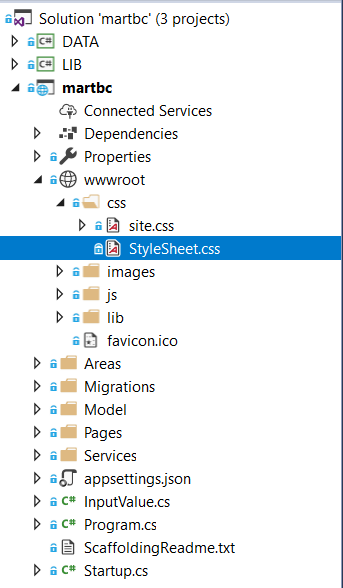 Solution 'martbc' (3 projects)
C# DATA
C# LIB
martbc
Connected Services
Dependencies
Properties
wwwroot
css
site.css
StyleSheet.css
images
js
lib
favicon.ico
Areas
Migrations
Model
Pages
Services
appsettings.json
C# InputValue.cs
C# Program.cs
ScaffoldingReadme.txt
C# Startup.cs